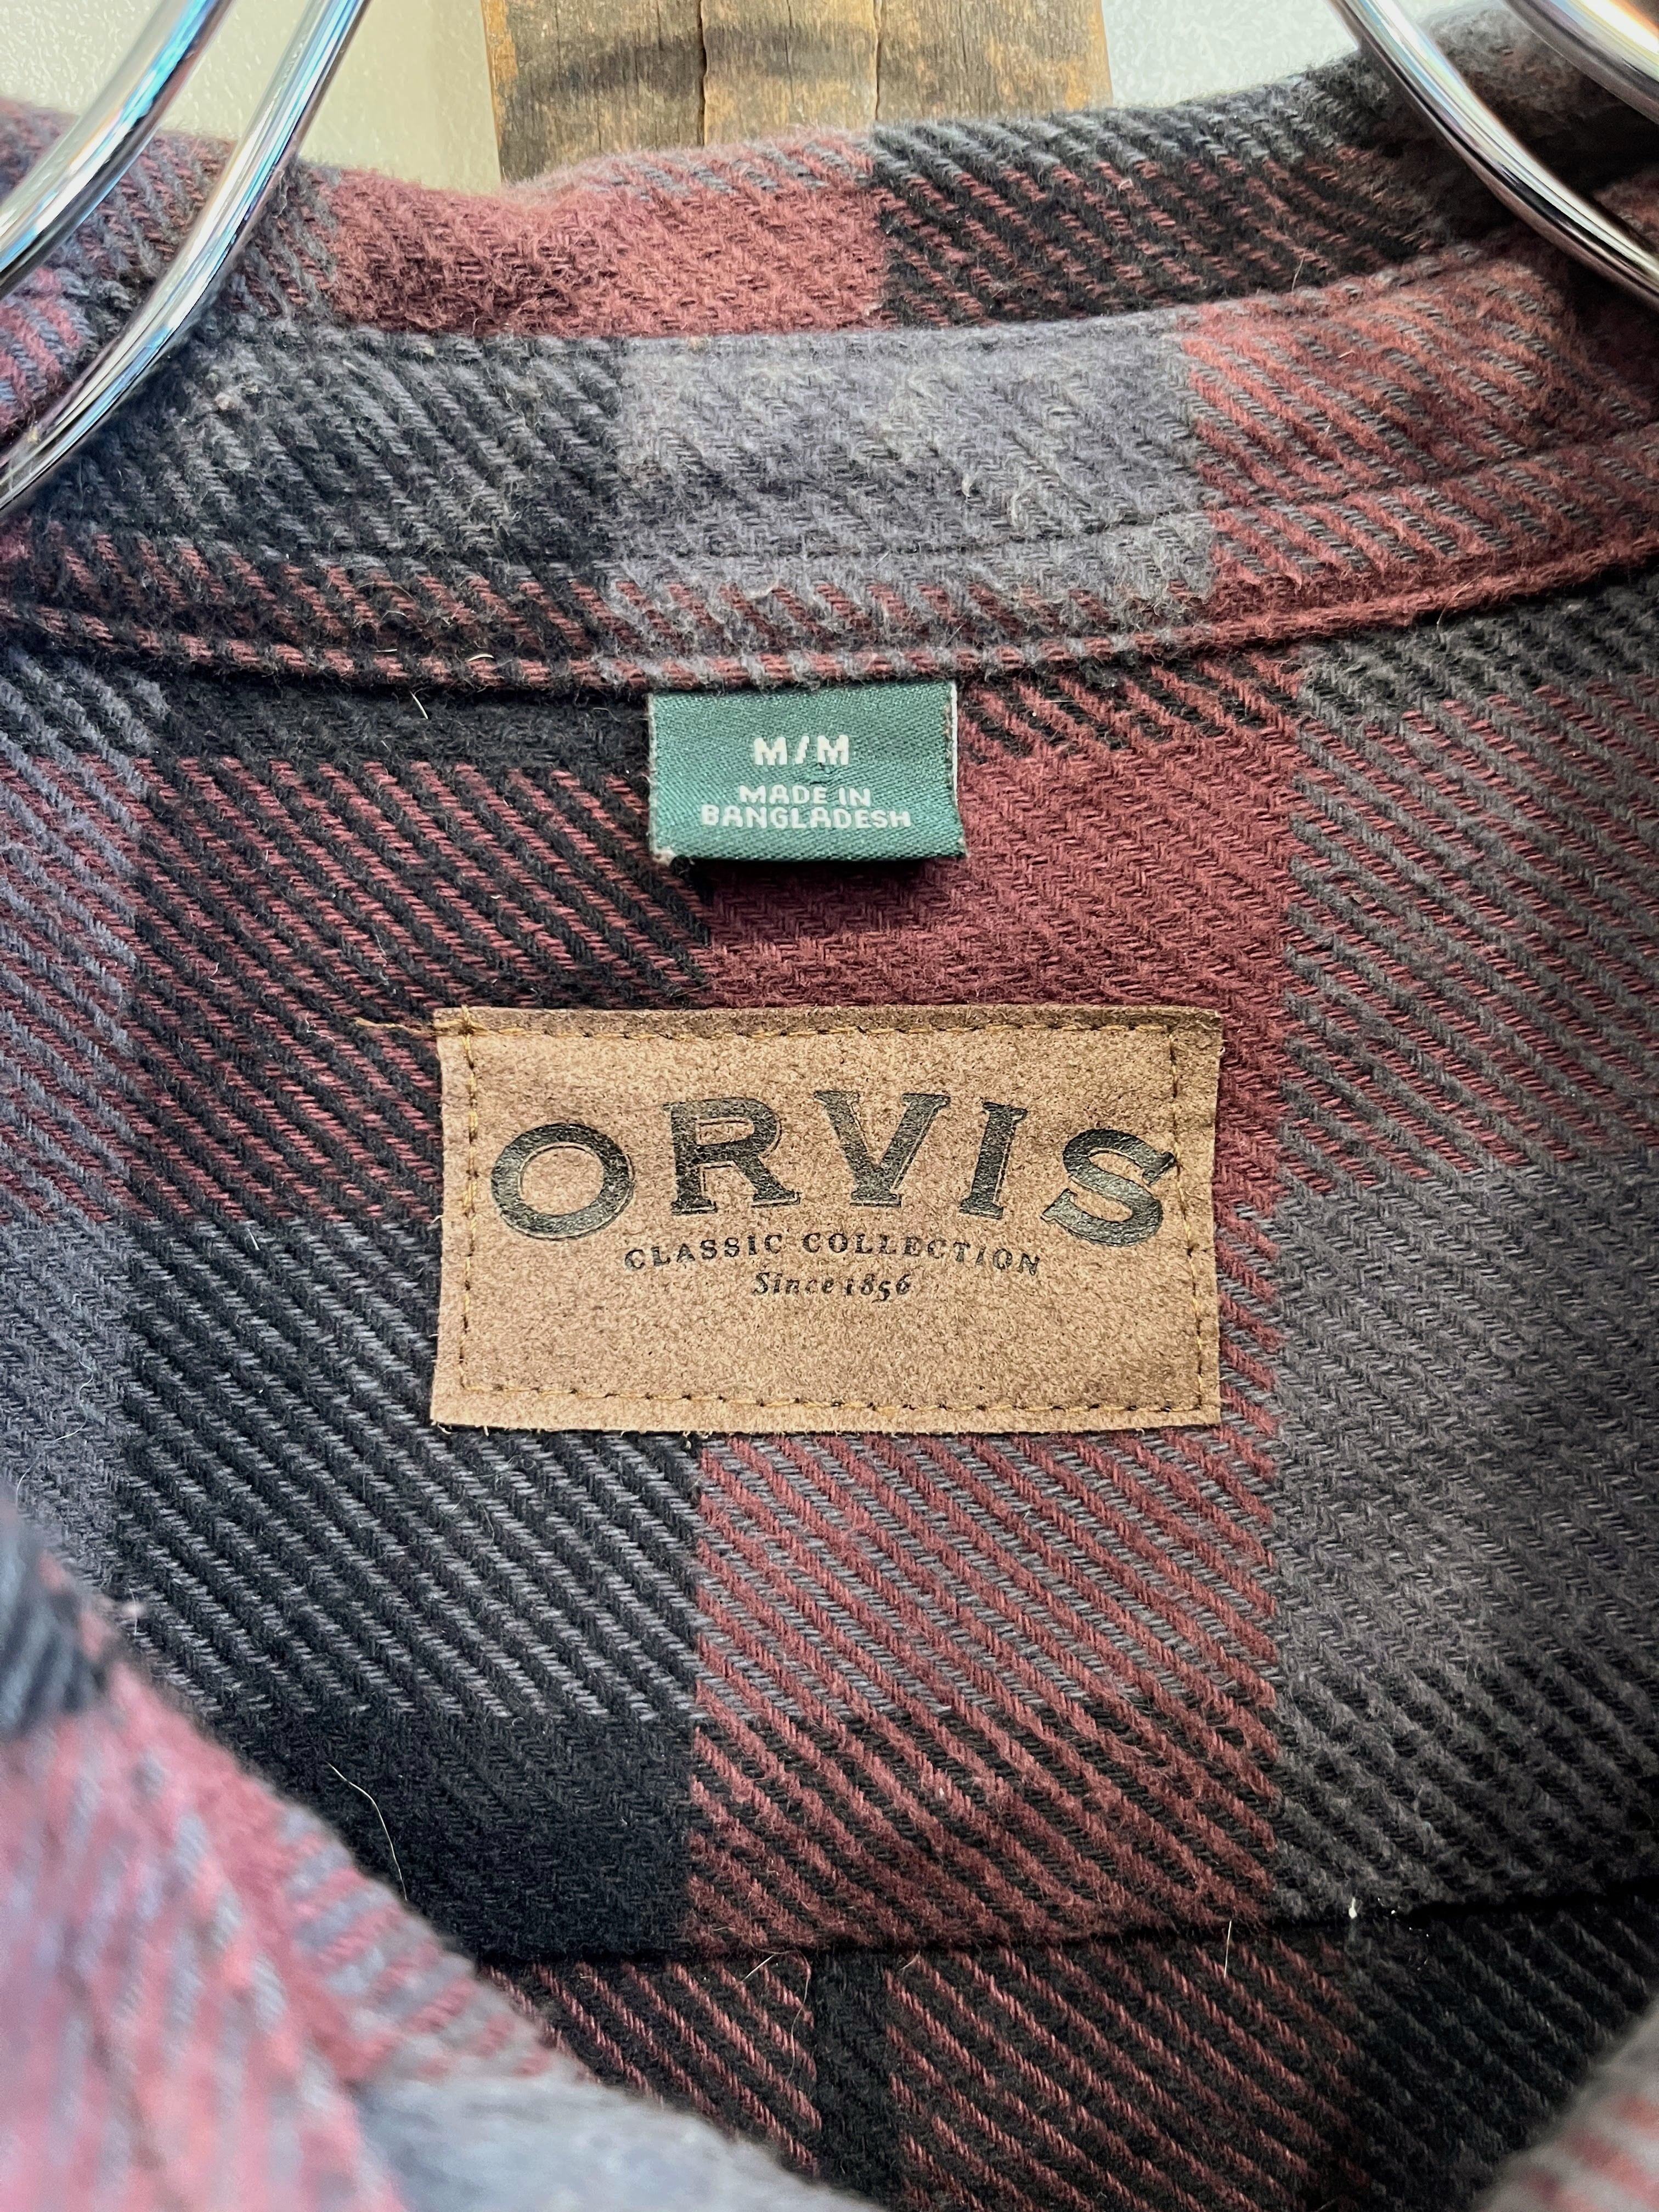 M/M
MADE IN
BANGLADESH
ORVIS
CLASSIC COLLECTION
Since 1856